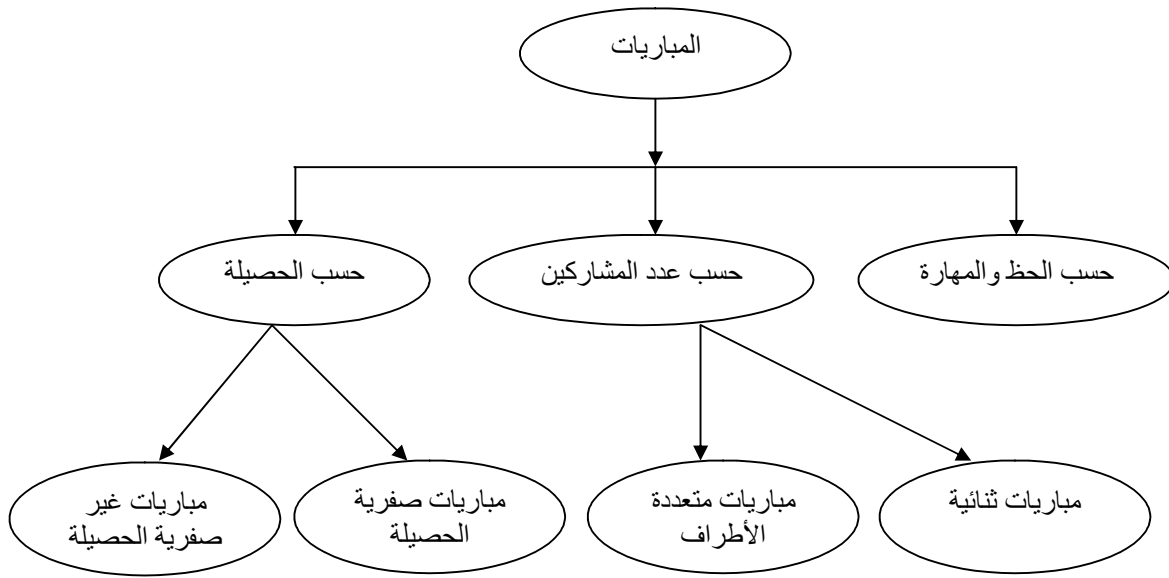 المباريات
حسب الحظ والمهارة
حسب عدد المشاركين
حسب الحصيلة
مباريات ثنائية
مباريات متعددة
الأطراف
مباريات صفرية
الحصيلة
مباريات غير
صفرية الحصيلة